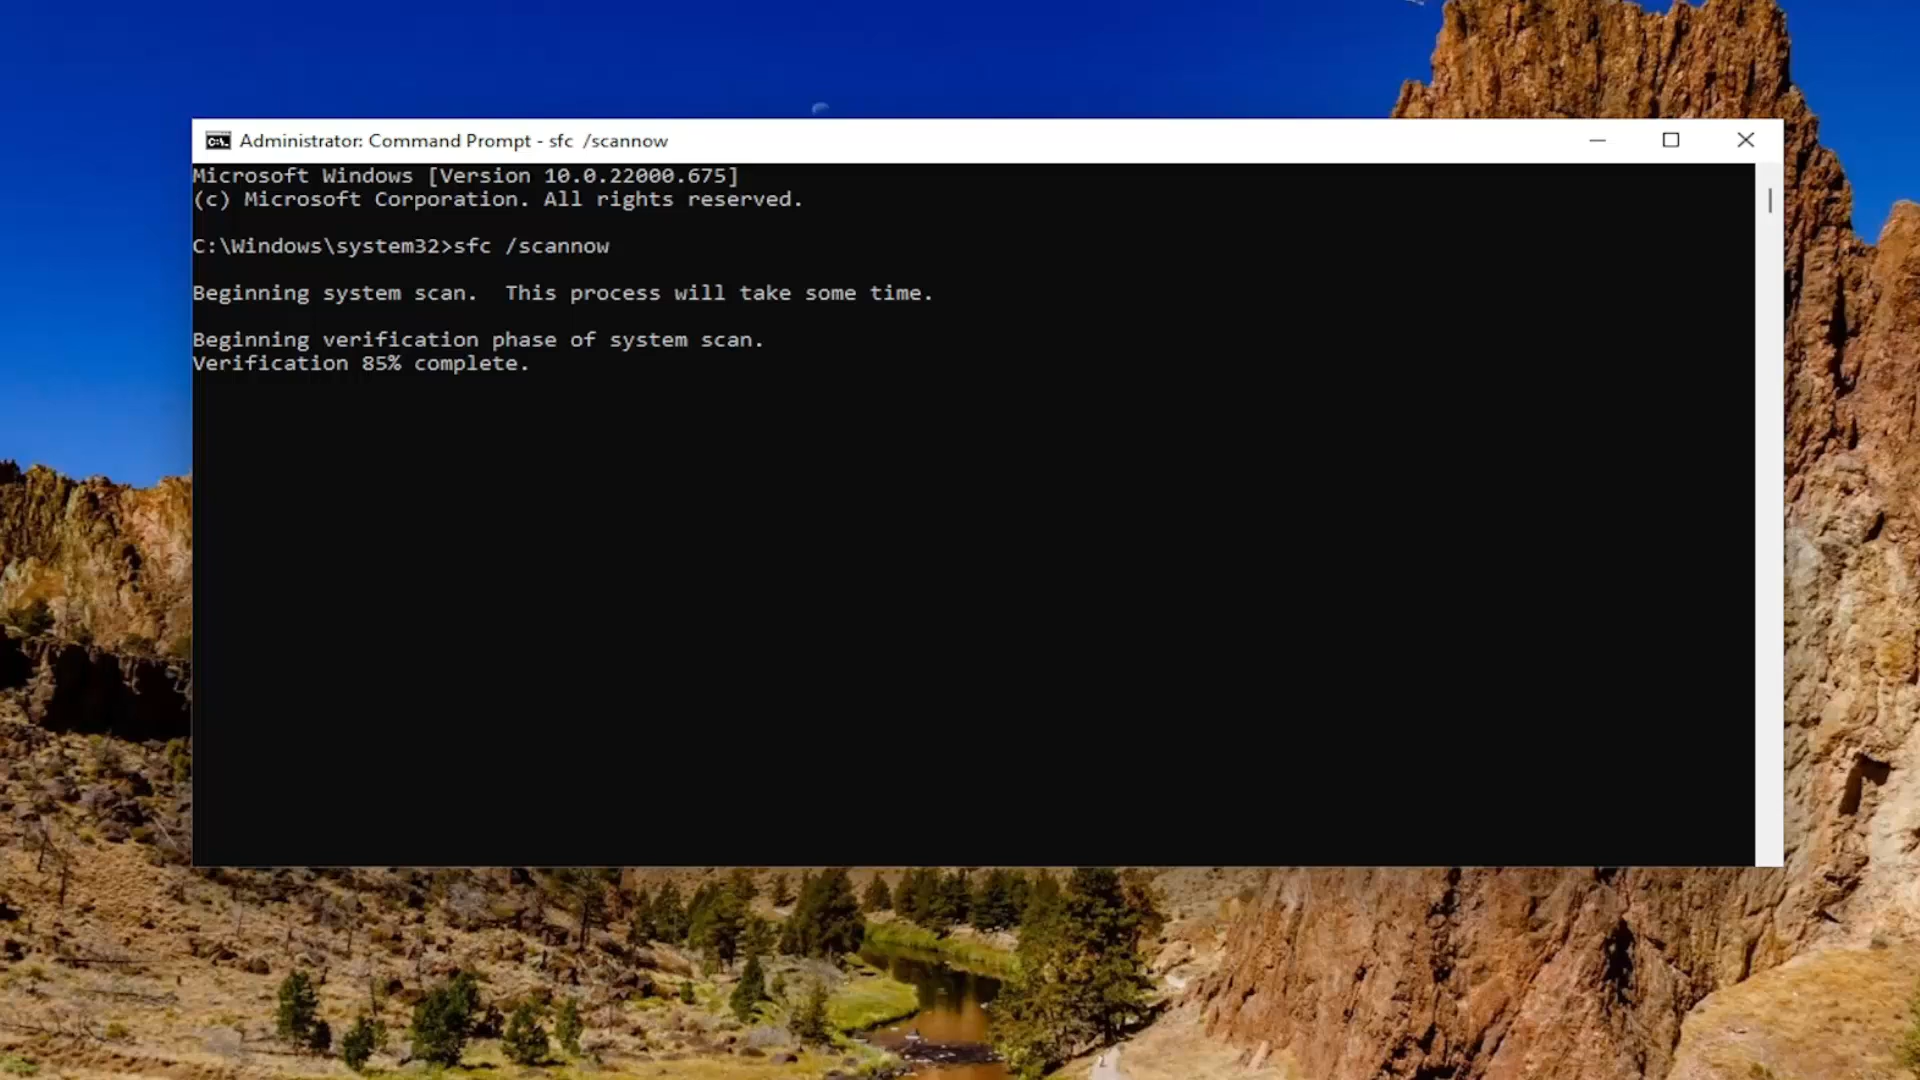 Administrator: Command Prompt - sfc  /scannow
Microsoft Windows [Version 10.0.22000.675]
(c) Microsoft Corporation. All rights reserved.
C:\Windows\system32>sfc /scannow
Beginning system scan.  This process will take some time.
Beginning verification phase of system scan.
Verification 85% complete.